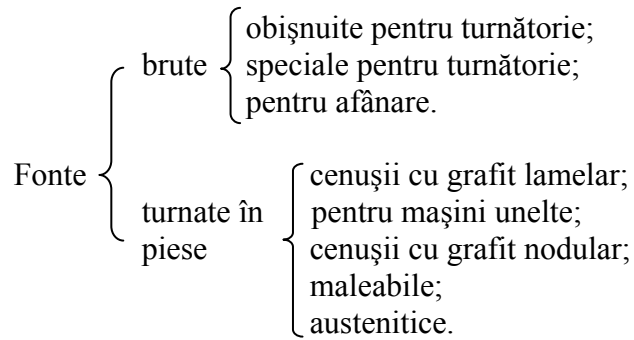 obişnuite pentru turnătorie;
brute
speciale pentru turnătorie;
pentru afânare.
Fonte
cenuşii cu grafit lamelar;
turnate în
pentru maşini unelte;
piese
cenuşii cu grafit nodular;
maleabile;
austenitice.